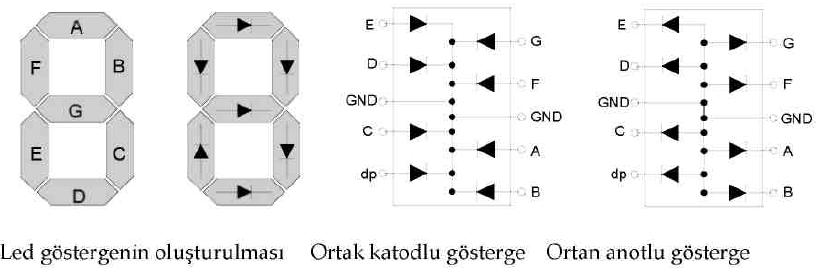 A
F
B
G
E
C
D
E
G
D
F
GND
GND
C
A
dp
B
E
G
D
F
GND
GND
C
A
dp
B
Led göstergenin oluşturulması Ortak katodlu gösterge Ortan anotlu gösterge